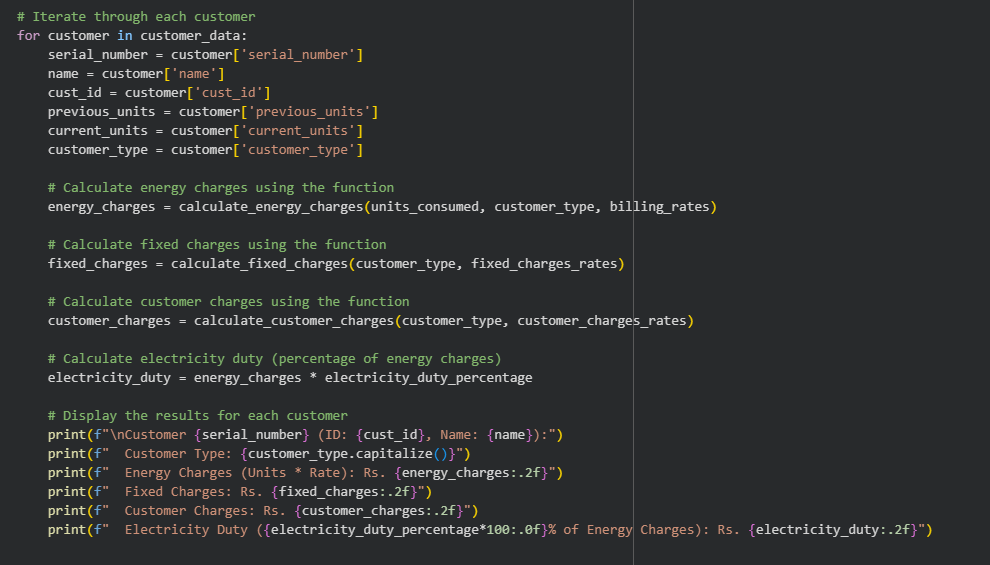 # Iterate through each customer
for customer in customer_data:
    serial_number = customer['serial_number']
    name = customer['name']
    cust_id = customer['cust_id']
    previous_units = customer['previous_units']
    current_units = customer['current_units']
    customer_type = customer['customer_type']

    # Calculate energy charges using the function
    energy_charges = calculate_energy_charges(units_consumed, customer_type, billing_rates)

    # Calculate fixed charges using the function
    fixed_charges = calculate_fixed_charges(customer_type, fixed_charges_rates)

    # Calculate customer charges using the function
    customer_charges = calculate_customer_charges(customer_type, customer_charges_rates)

    # Calculate electricity duty (percentage of energy charges)
    electricity_duty = energy_charges * electricity_duty_percentage

    # Display the results for each customer
    print(f"\nCustomer {serial_number} (ID: {cust_id}, Name: {name}):")
    print(f"  Customer Type: {customer_type.capitalize()}")
    print(f"  Energy Charges (Units * Rate): Rs. {energy_charges:.2f}")
    print(f"  Fixed Charges: Rs. {fixed_charges:.2f}")
    print(f"  Customer Charges: Rs. {customer_charges:.2f}")
    print(f"  Electricity Duty ({electricity_duty_percentage*100:.0f}% of Energy Charges): Rs. {electricity_duty:.2f}")